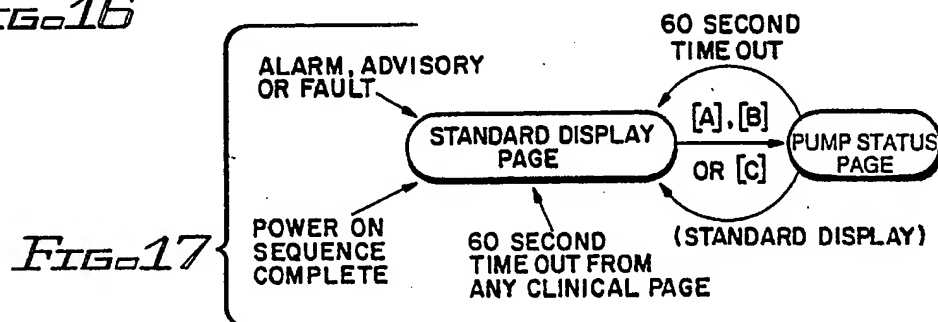 FIG. 16
60 SECOND
TIME OUT
ALARM, ADVISORY
OR FAULT
STANDARD DISPLAY
PAGE
[A], [B]
OR [C]
PUMP STATUS
PAGE
(STANDARD DISPLAY)
POWER ON
SEQUENCE
COMPLETE
60 SECOND
TIME OUT FROM
ANY CLINICAL PAGE
FIG. 17